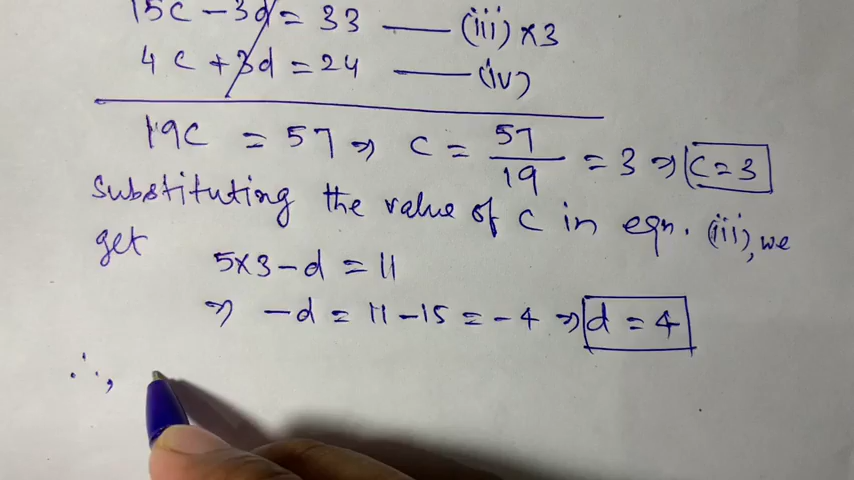 15c - 3d = 33 —— (iii) × 3
4c + 3d = 24 —— (iv)
19c = 57 ⇒ c = 57/19 = 3 ⇒ c = 3
Substituting the value of c in eqn. (iii), we
get
5×3 - d = 11
⇒ -d = 11 - 15 = -4 ⇒ d = 4
∴,